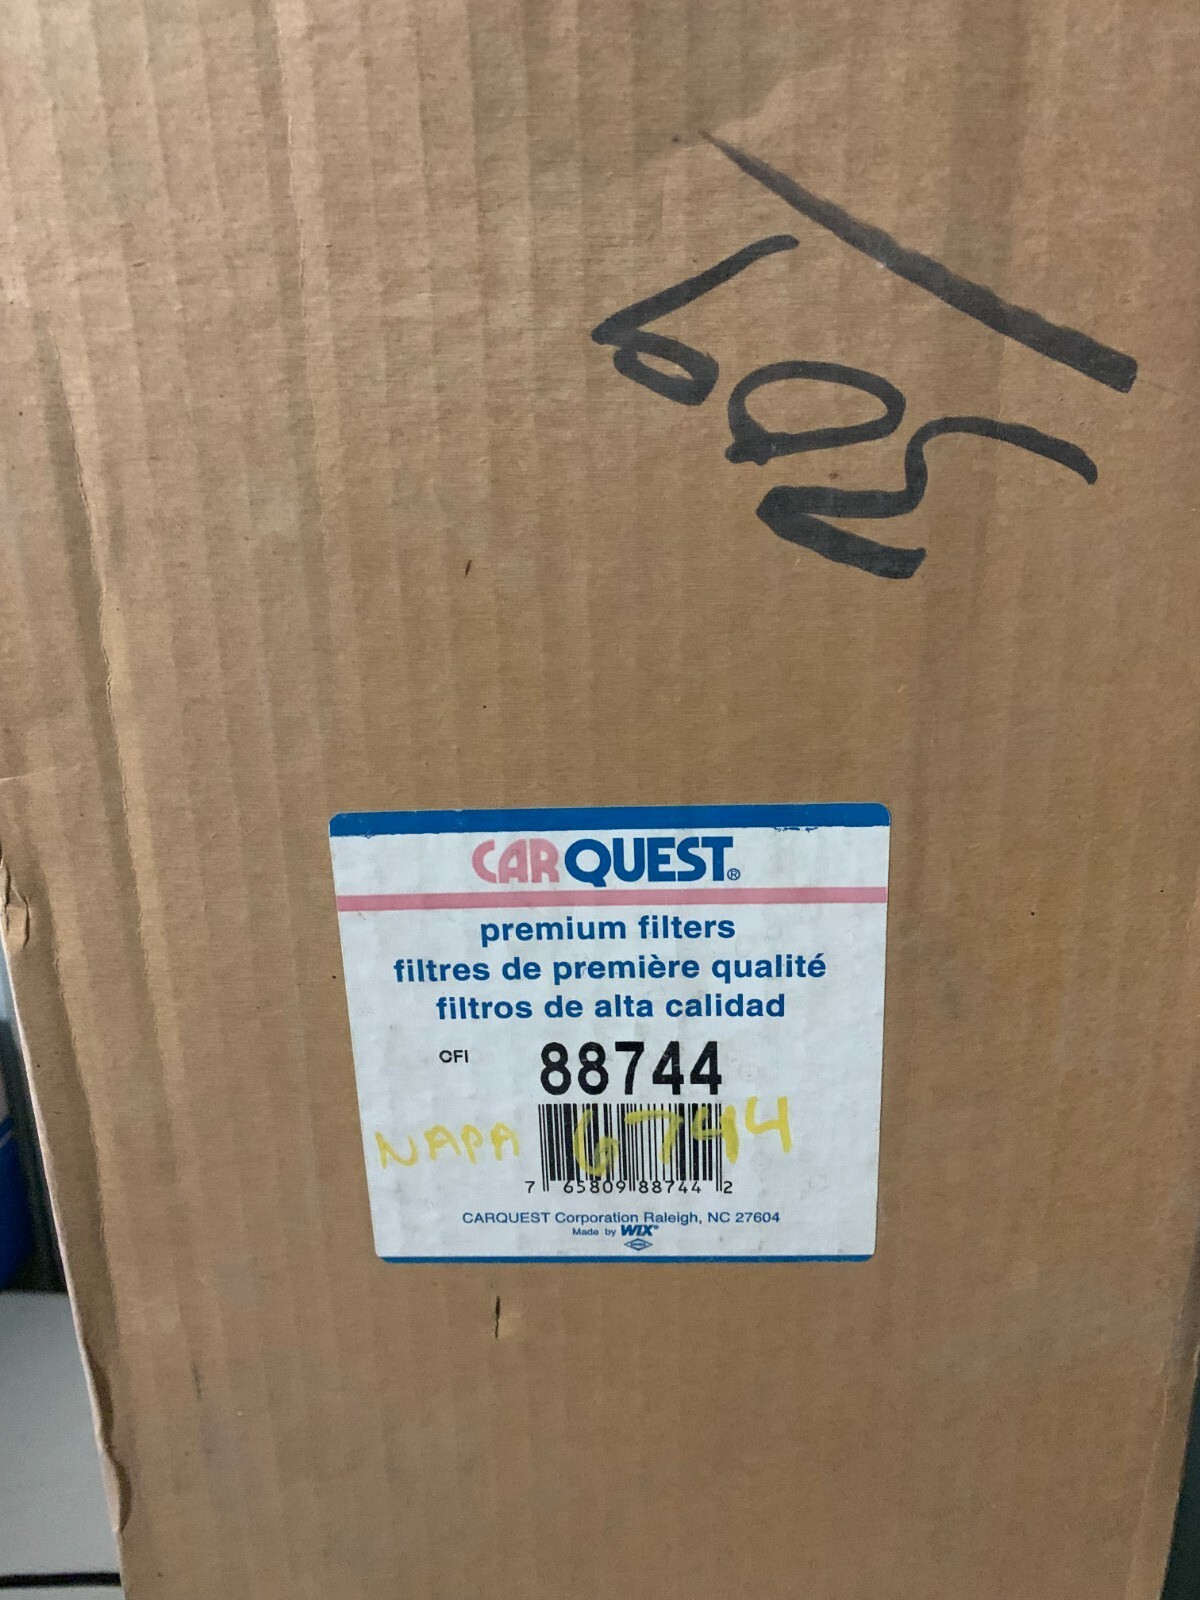 CARQUEST®
premium filters
filtres de première qualité
filtros de alta calidad
CFI 88744
NAPA 6744
7 65809 88744 2
CARQUEST Corporation Raleigh, NC 27604
Made by WIX®